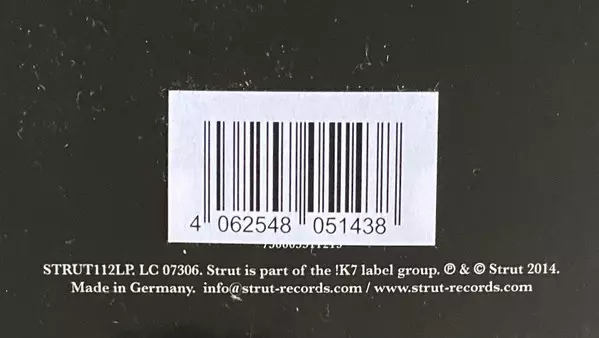 4 062548 051438
STRUT112LP. LC 07306. Strut is part of the !K7 label group. ℗ & © Strut 2014.
Made in Germany. info@strut-records.com / www.strut-records.com